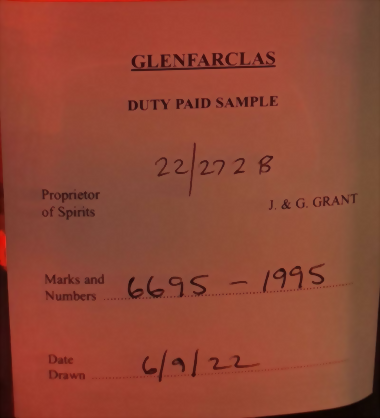 GLENFARCLAS
DUTY PAID SAMPLE
22/272 B
Proprietor
of Spirits
J. & G. GRANT
Marks and
Numbers 6695 - 1995
Date
Drawn 6/9/22